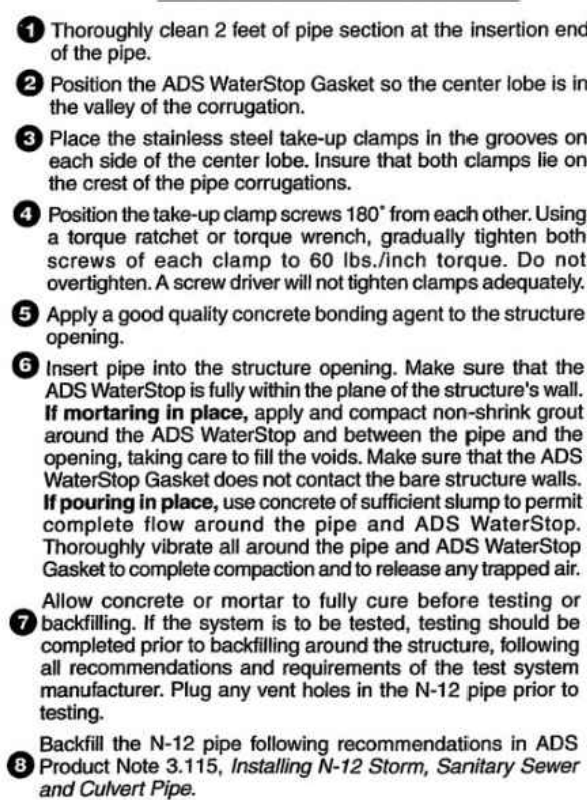 1 Thoroughly clean 2 feet of pipe section at the insertion end
of the pipe.
2 Position the ADS WaterStop Gasket so the center lobe is in
the valley of the corrugation.
3 Place the stainless steel take-up clamps in the grooves on
each side of the center lobe. Insure that both clamps lie on
the crest of the pipe corrugations.
4 Position the take-up clamp screws 180° from each other. Using
a torque ratchet or torque wrench, gradually tighten both
screws of each clamp to 60 lbs./inch torque. Do not
overtighten. A screw driver will not tighten clamps adequately.
5 Apply a good quality concrete bonding agent to the structure
opening.
6 Insert pipe into the structure opening. Make sure that the
ADS WaterStop is fully within the plane of the structure's wall.
If mortaring in place, apply and compact non-shrink grout
around the ADS WaterStop and between the pipe and the
opening, taking care to fill the voids. Make sure that the ADS
WaterStop Gasket does not contact the bare structure walls.
If pouring in place, use concrete of sufficient slump to permit
complete flow around the pipe and ADS WaterStop.
Thoroughly vibrate all around the pipe and ADS WaterStop
Gasket to complete compaction and to release any trapped air.
Allow concrete or mortar to fully cure before testing or
7 backfilling. If the system is to be tested, testing should be
completed prior to backfilling around the structure, following
all recommendations and requirements of the test system
manufacturer. Plug any vent holes in the N-12 pipe prior to
testing.
Backfill the N-12 pipe following recommendations in ADS
8 Product Note 3.115, Installing N-12 Storm, Sanitary Sewer
and Culvert Pipe.